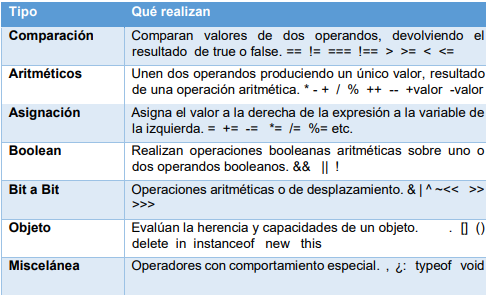 Tipo Qué realizan
Comparación Comparan valores de dos operandos, devolviendo el
resultado de true o false. == != === !== > >= < <=
Aritméticos Unen dos operandos produciendo un único valor, resultado
de una operación aritmética. * - + / % ++ -- +valor -valor
Asignación Asigna el valor a la derecha de la expresión a la variable de
la izquierda. = += -= *= /= %= etc.
Boolean Realizan operaciones booleanas aritméticas sobre uno o
dos operandos booleanos. && || !
Bit a Bit Operaciones aritméticas o de desplazamiento. & | ^ ~<< >>
>>>
Objeto Evalúan la herencia y capacidades de un objeto. . [] ()
delete in instanceof new this
Miscelánea Operadores con comportamiento especial. , ¿: typeof void